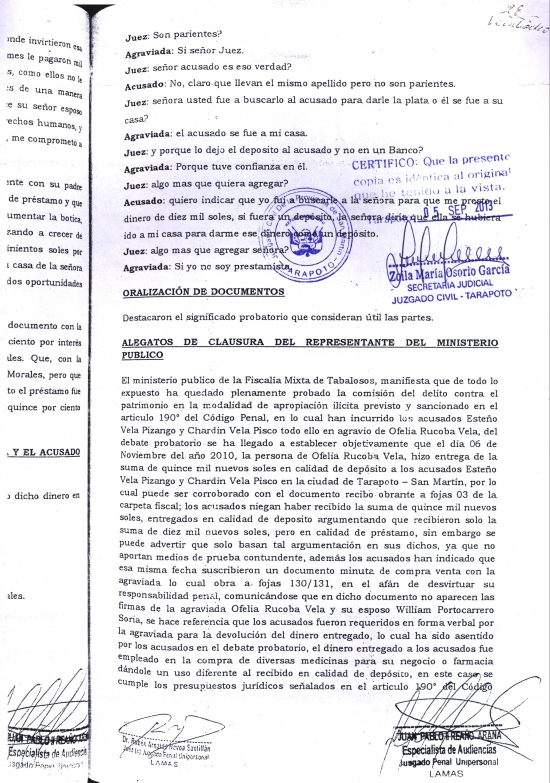 28
Veintiocho
onde invirtieron esa
mes le pagaron mil
s, como ellos no le
s de una manera
e su señor esposo
echos humanos, y
, me comprometo a
ente con su padre
de préstamo y que
umentar la botica,
zando a crecer de
inientos soles por
a casa de la señora
dos oportunidades
documento con la
ciento por interés
ales. Que, con la
Morales, pero que
to el préstamo fue
quince por ciento
. Y EL ACUSADO
o dicho dinero en
ales.
Juez: Son parientes?
Agraviada: Si señor Juez.
Juez: señor acusado es eso verdad?
Acusado: No, claro que llevan el mismo apellido pero no son parientes.
Juez: señora usted fue a buscarlo al acusado para darle la plata o él se fue a su
casa?
Agraviada: el acusado se fue a mi casa.
Juez: y porque lo dejo el deposito al acusado y no en un Banco?
Agraviada: Porque tuve confianza en él.
Juez: algo mas que quiera agregar?
Acusado: quiero indicar que yo fui a buscarle a la señora para que me preste el
dinero de diez mil soles, si fuera un depósito, la señora diría que ella se hubiera
ido a mi casa para darme ese dinero como un depósito.
Juez: algo mas que agregar señora?
Agraviada: Si yo no soy prestamista.
CERTIFICO: Que la presente
copia es idéntica al original
que he tenido a la vista.
05 SEP 2013
TARAPOTO
Zoila María Osorio García
SECRETARIA JUDICIAL
JUZGADO CIVIL - TARAPOTO
ORALIZACIÓN DE DOCUMENTOS
Destacaron el significado probatorio que consideran útil las partes.
ALEGATOS DE CLAUSURA DEL REPRESENTANTE DEL MINISTERIO
PUBLICO
El ministerio publico de la Fiscalía Mixta de Tabalosos, manifiesta que de todo lo
expuesto ha quedado plenamente probado la comisión del delito contra el
patrimonio en la modalidad de apropiación ilícita previsto y sancionado en el
articulo 190° del Código Penal, en lo cual han incurrido los acusados Esteño
Vela Pizango y Chardin Vela Pisco todo ello en agravio de Ofelia Rucoba Vela, del
debate probatorio se ha llegado a establecer objetivamente que el día 06 de
Noviembre del año 2010, la persona de Ofelia Rucoba Vela, hizo entrega de la
suma de quince mil nuevos soles en calidad de depósito a los acusados Esteño
Vela Pizango y Chardin Vela Pisco en la ciudad de Tarapoto – San Martín, por lo
cual puede ser corroborado con el documento recibo obrante a fojas 03 de la
carpeta fiscal; los acusados niegan haber recibido la suma de quince mil nuevos
soles, entregados en calidad de deposito argumentando que recibieron solo la
suma de diez mil nuevos soles, pero en calidad de préstamo, sin embargo se
puede advertir que solo basan tal argumentación en sus dichos, ya que no
aportan medios de prueba contundente, además los acusados han indicado que
esa misma fecha suscribieron un documento minuta de compra venta con la
agraviada lo cual obra a fojas 130/131, en el afán de desvirtuar su
responsabilidad penal, comunicándose que en dicho documento no aparecen las
firmas de la agraviada Ofelia Rucoba Vela y su esposo William Portocarrero
Soria, se hace referencia que los acusados fueron requeridos en forma verbal por
la agraviada para la devolución del dinero entregado, lo cual ha sido asentido
por los acusados en el debate probatorio, el dinero entregado a los acusados fue
empleado en la compra de diversas medicinas para su negocio o farmacia
dándole un uso diferente al recibido en calidad de depósito, en este caso se
cumple los presupuestos jurídicos señalados en el articulo 190° del Código
JUAN PABLO
Especialista de Audiencias
Juzgado Penal
Juzgado Penal Unipersonal
LAMAS
JUAN PABLO REAÑO ARANA
Especialista de Audiencias
Juzgado Penal Unipersonal
LAMAS